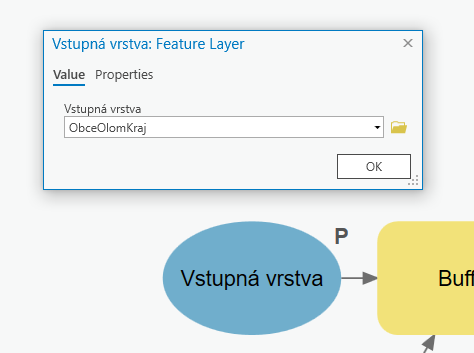 Vstupná vrstva: Feature Layer
Value Properties
Vstupná vrstva
ObceOlomKraj
OK
P
Vstupná vrstva
Buff